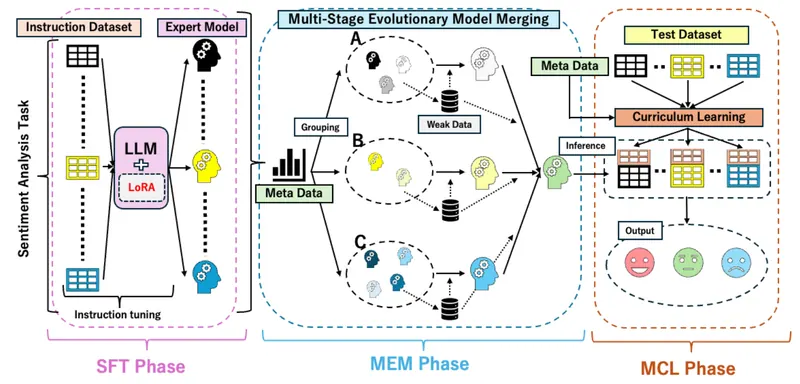 Instruction Dataset
Expert Model
Sentiment Analysis Task
LLM
LoRA
Instruction tuning
SFT Phase
Multi-Stage Evolutionary Model Merging
A
Grouping
Weak Data
B
Meta Data
C
MEM Phase
Test Dataset
Meta Data
Curriculum Learning
Inference
Output
MCL Phase